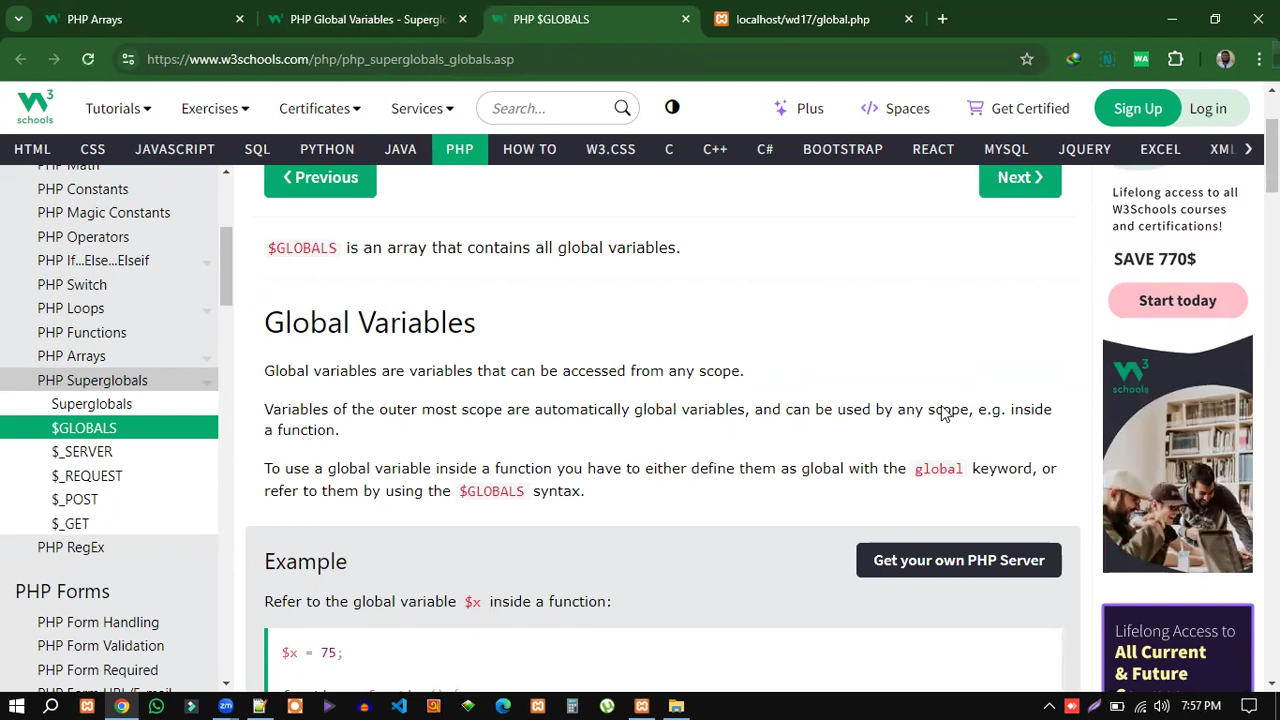 PHP Arrays
PHP Global Variables - Superglo
PHP $GLOBALS
localhost/wd17/global.php
https://www.w3schools.com/php/php_superglobals_globals.asp
W3 schools
Tutorials
Exercises
Certificates
Services
Search...
Plus
Spaces
Get Certified
Sign Up
Log in
HTML
CSS
JAVASCRIPT
SQL
PYTHON
JAVA
PHP
HOW TO
W3.CSS
C
C++
C#
BOOTSTRAP
REACT
MYSQL
JQUERY
EXCEL
XML
PHP Math
PHP Constants
PHP Magic Constants
PHP Operators
PHP If...Else...Elseif
PHP Switch
PHP Loops
PHP Functions
PHP Arrays
PHP Superglobals
Superglobals
$GLOBALS
$_SERVER
$_REQUEST
$_POST
$_GET
PHP RegEx
PHP Forms
PHP Form Handling
PHP Form Validation
PHP Form Required
PHP Form URL/E-mail
❮ Previous
Next ❯
$GLOBALS is an array that contains all global variables.
Global Variables
Global variables are variables that can be accessed from any scope.
Variables of the outer most scope are automatically global variables, and can be used by any scope, e.g. inside
a function.
To use a global variable inside a function you have to either define them as global with the global keyword, or
refer to them by using the $GLOBALS syntax.
Example
Get your own PHP Server
Refer to the global variable $x inside a function:
$x = 75;
Lifelong access to all
W3Schools courses
and certifications!
SAVE 770$
Start today
W3 schools
Lifelong Access to
All Current
& Future
7:57 PM